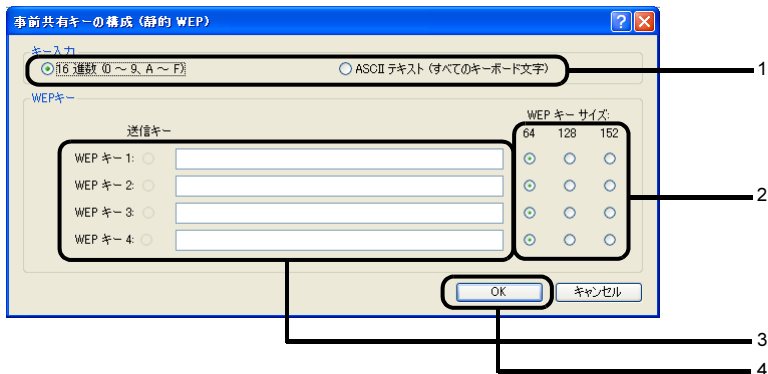 事前共有キーの構成 (静的 WEP)
キー入力
16 進数 (0 ～ 9、A ～ F)
ASCII テキスト (すべてのキーボード文字)
1
WEPキー
WEP キー サイズ:
送信キー
64 128 152
WEP キー 1:
WEP キー 2:
2
WEP キー 3:
WEP キー 4:
OK キャンセル
3
4